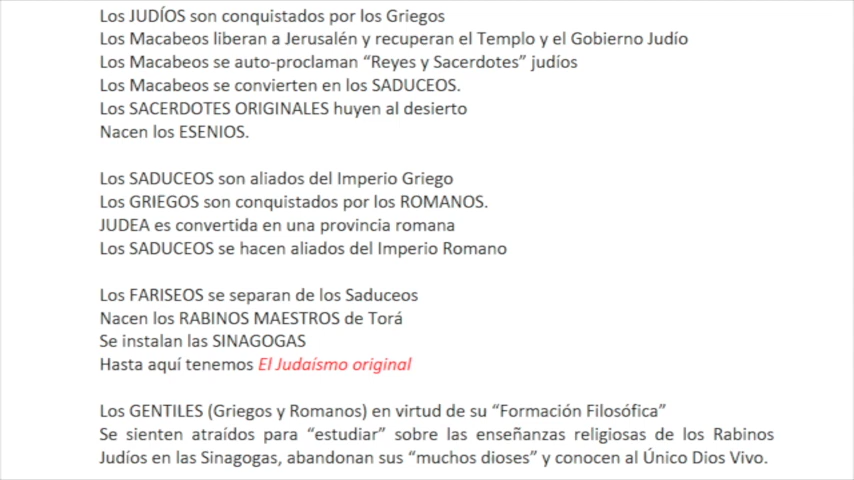 Los JUDÍOS son conquistados por los Griegos
Los Macabeos liberan a Jerusalén y recuperan el Templo y el Gobierno Judío
Los Macabeos se auto-proclaman “Reyes y Sacerdotes” judíos
Los Macabeos se convierten en los SADUCEOS.
Los SACERDOTES ORIGINALES huyen al desierto
Nacen los ESENIOS.
Los SADUCEOS son aliados del Imperio Griego
Los GRIEGOS son conquistados por los ROMANOS.
JUDEA es convertida en una provincia romana
Los SADUCEOS se hacen aliados del Imperio Romano
Los FARISEOS se separan de los Saduceos
Nacen los RABINOS MAESTROS de Torá
Se instalan las SINAGOGAS
Hasta aquí tenemos El Judaísmo original
Los GENTILES (Griegos y Romanos) en virtud de su “Formación Filosófica”
Se sienten atraídos para “estudiar” sobre las enseñanzas religiosas de los Rabinos
Judíos en las Sinagogas, abandonan sus “muchos dioses” y conocen al Único Dios Vivo.